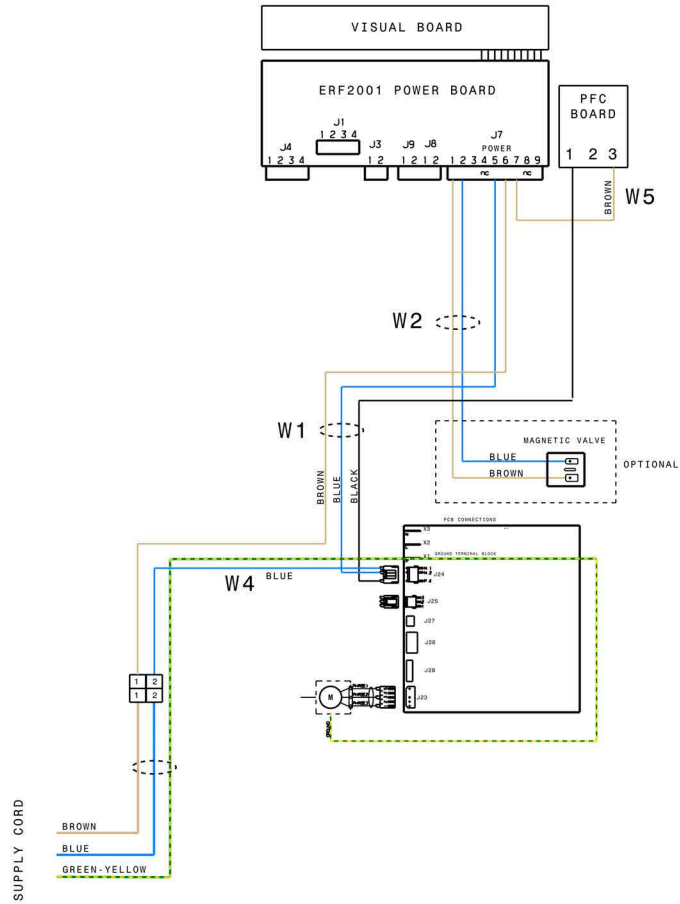 VISUAL BOARD
ERF2001 POWER BOARD
PFC
BOARD
J1
1 2 3 4
J4
1 2 3 4
J3
1 2
J9
1 2
J8
1 2
J7
POWER
1 2 3 4 5 6 7 8 9
nc
nc
1 2 3
BROWN
W5
W2
W1
BROWN
BLUE
BLACK
MAGNETIC VALVE
BLUE
BROWN
OPTIONAL
PCB CONNECTIONS
X3
X2
X1
GROUND TERMINAL BLOCK
W4
BLUE
J24
J25
J27
J26
J28
J23
M
1 2
1 2
SUPPLY CORD
BROWN
BLUE
GREEN-YELLOW